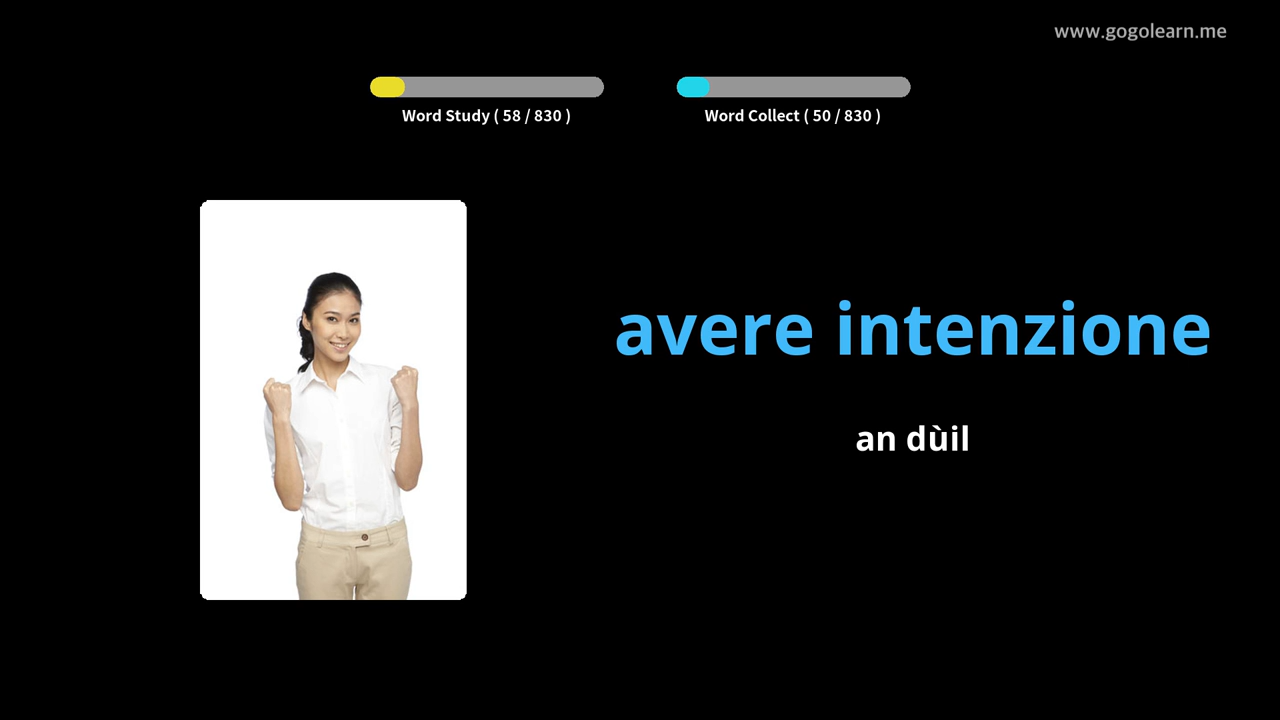 www.gogolearn.me
Word Study ( 58 / 830 )
Word Collect ( 50 / 830 )
avere intenzione
an dùil